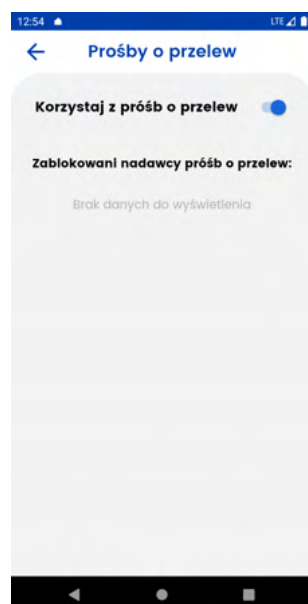 12:54 LTE
Prośby o przelew
Korzystaj z próśb o przelew
Zablokowani nadawcy próśb o przelew:
Brak danych do wyświetlenia